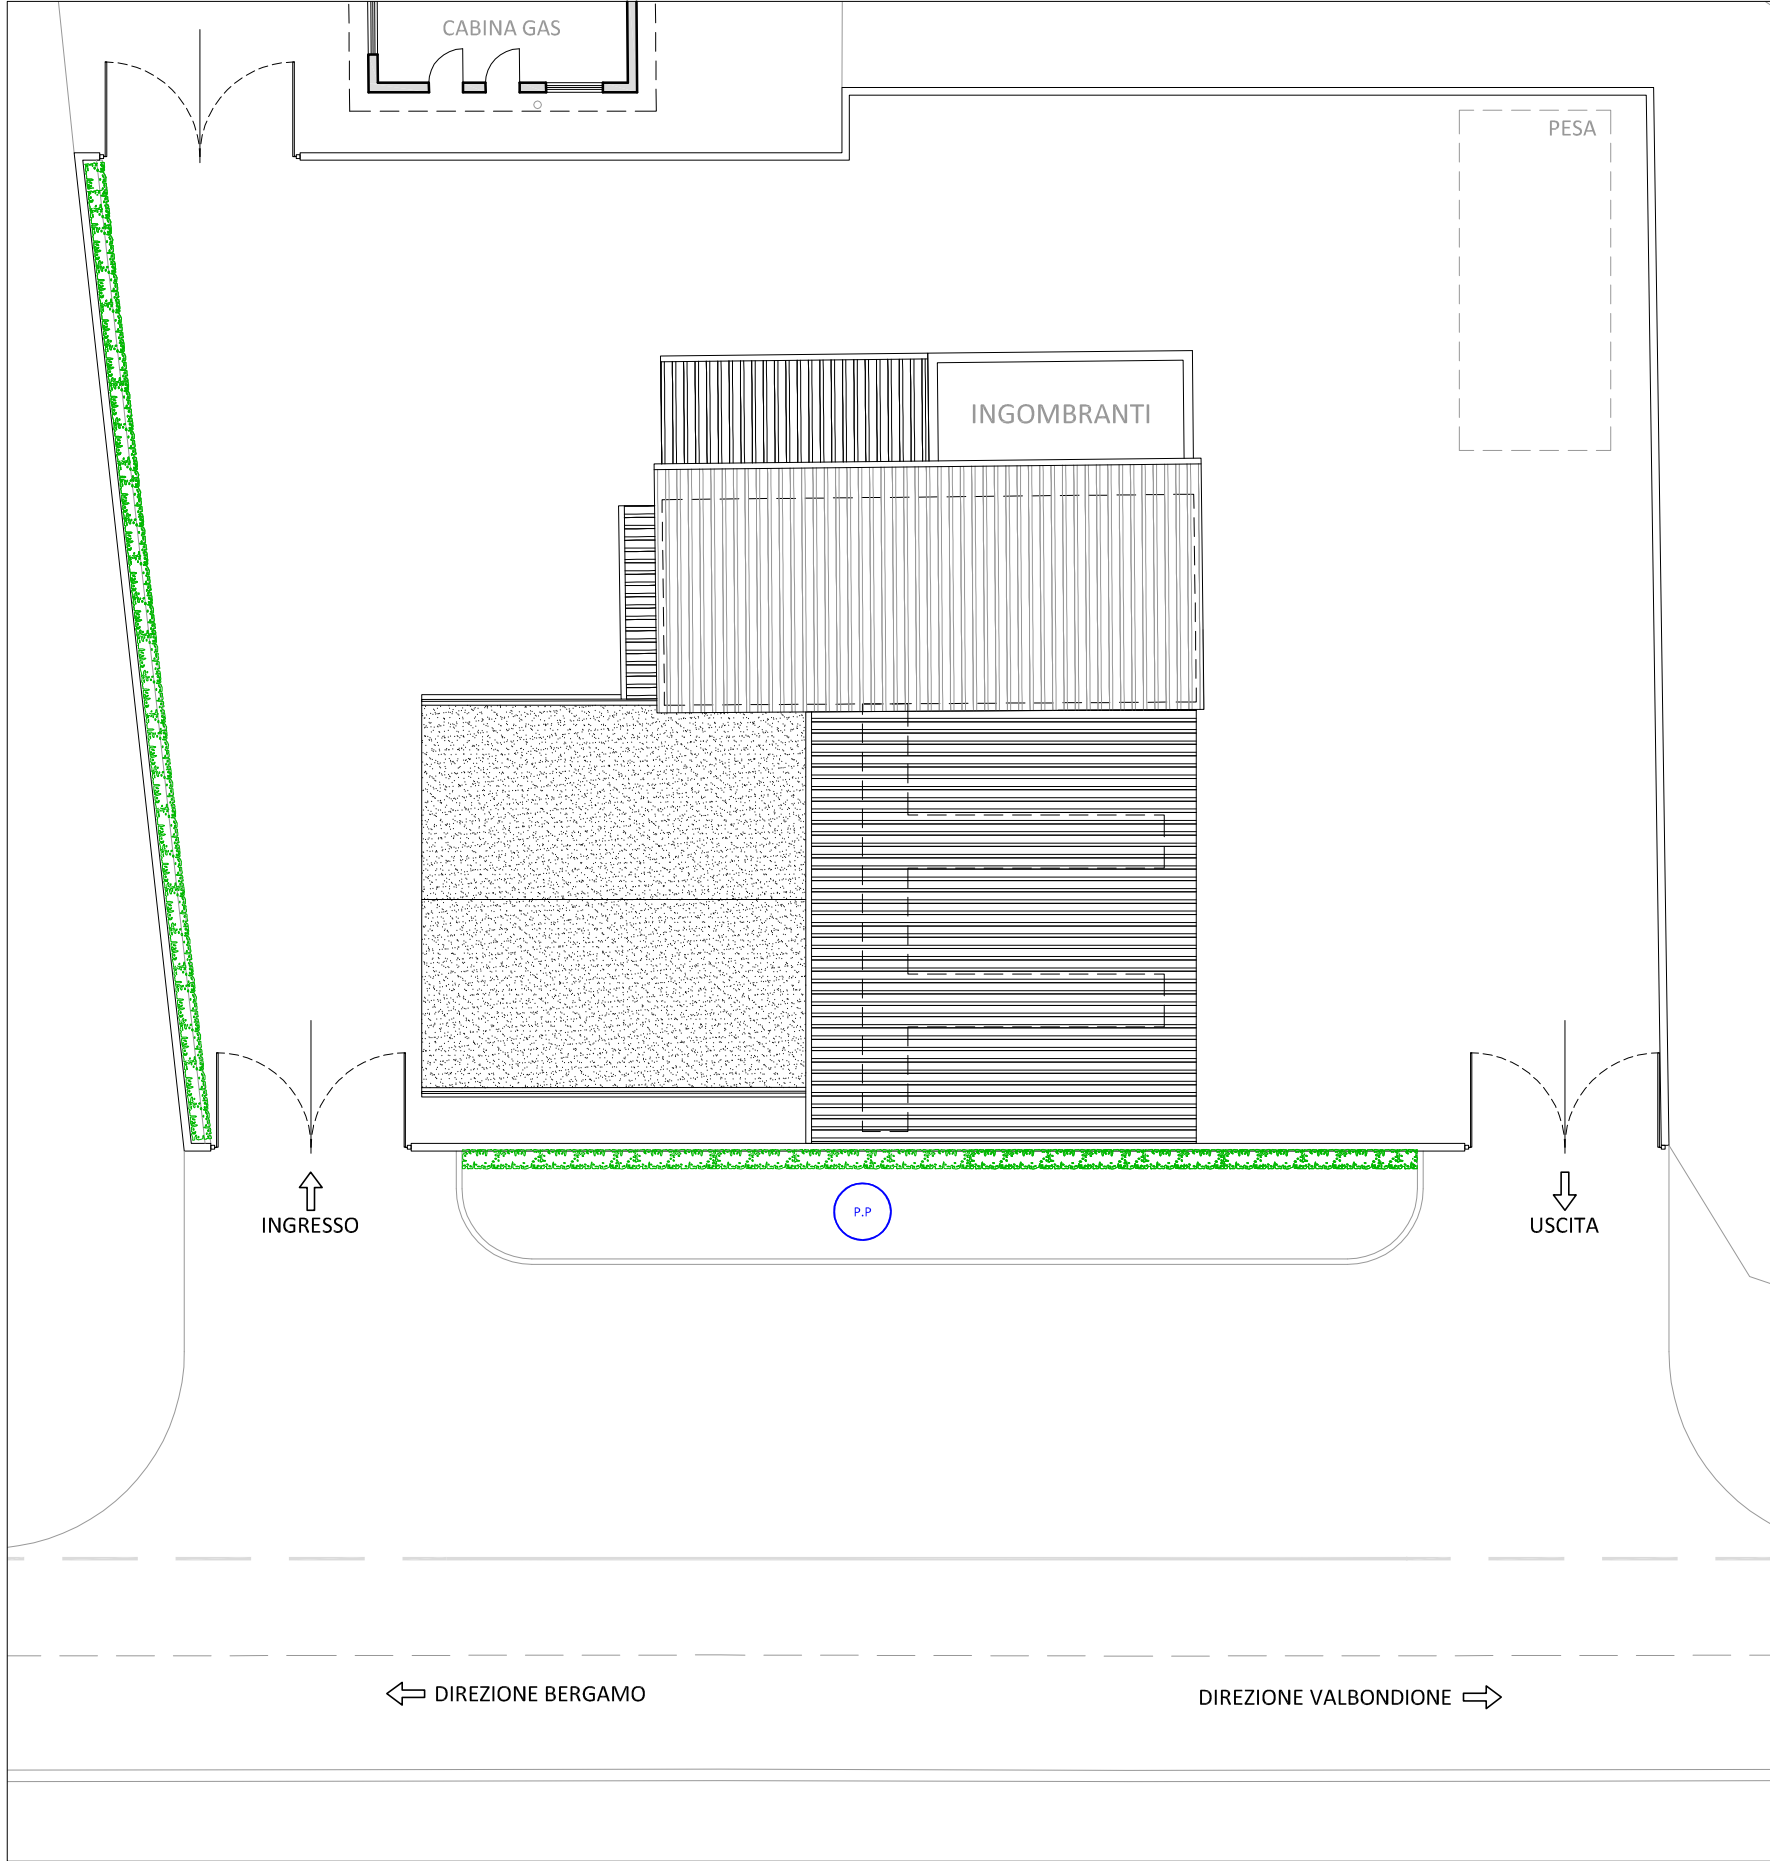 CABINA GAS
PESA
INGOMBRANTI
P.P
INGRESSO
USCITA
DIREZIONE BERGAMO
DIREZIONE VALBONDIONE